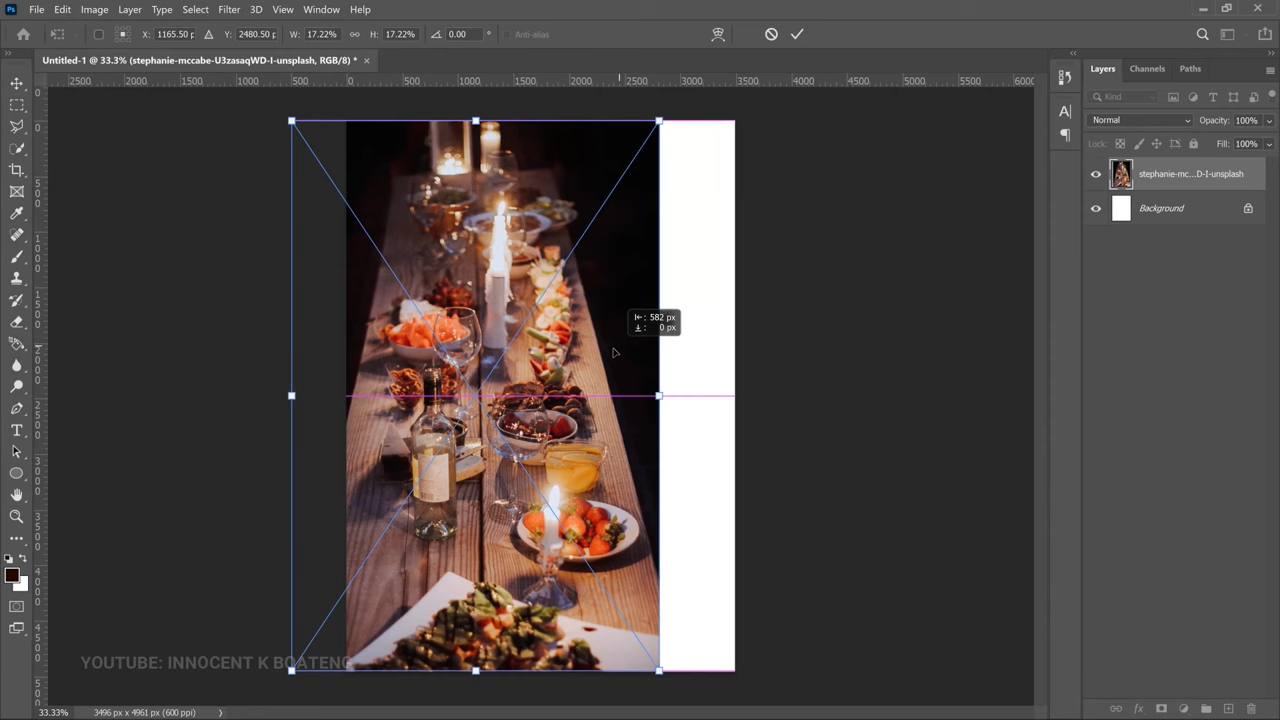 Ps File Edit Image Layer Type Select Filter 3D View Window Help
X: 1165.50 p Y: 2480.50 p W: 17.22% H: 17.22% 0.00 ° Anti-alias
Untitled-1 @ 33.3% (stephanie-mccabe-U3zasaqWD-I-unsplash, RGB/8) * ×
2500 2000 1500 1000 500 0 500 1000 1500 2000 2500 3000 3500 4000 4500 5000 5500 6000
Layers Channels Paths
Kind
Normal Opacity: 100%
Lock: Fill: 100%
stephanie-mc...D-I-unsplash
Background
582 px
0 px
YOUTUBE: INNOCENT K BOATENG
33.33% 3496 px x 4961 px (600 ppi)